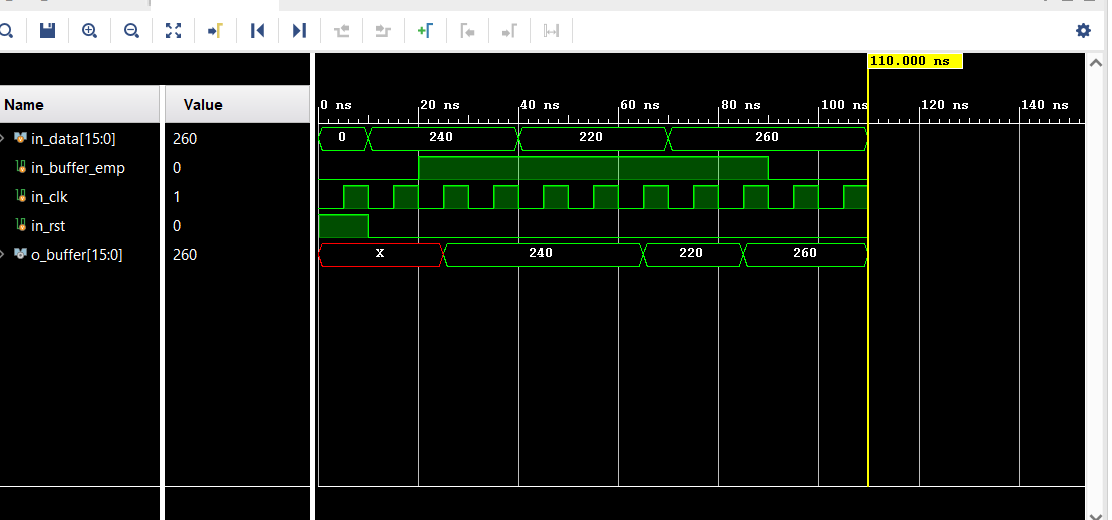 110.000 ns
Name Value
0 ns 20 ns 40 ns 60 ns 80 ns 100 ns 120 ns 140 ns
in_data[15:0] 260 0 240 220 260
in_buffer_emp 0
in_clk 1
in_rst 0
o_buffer[15:0] 260 X 240 220 260